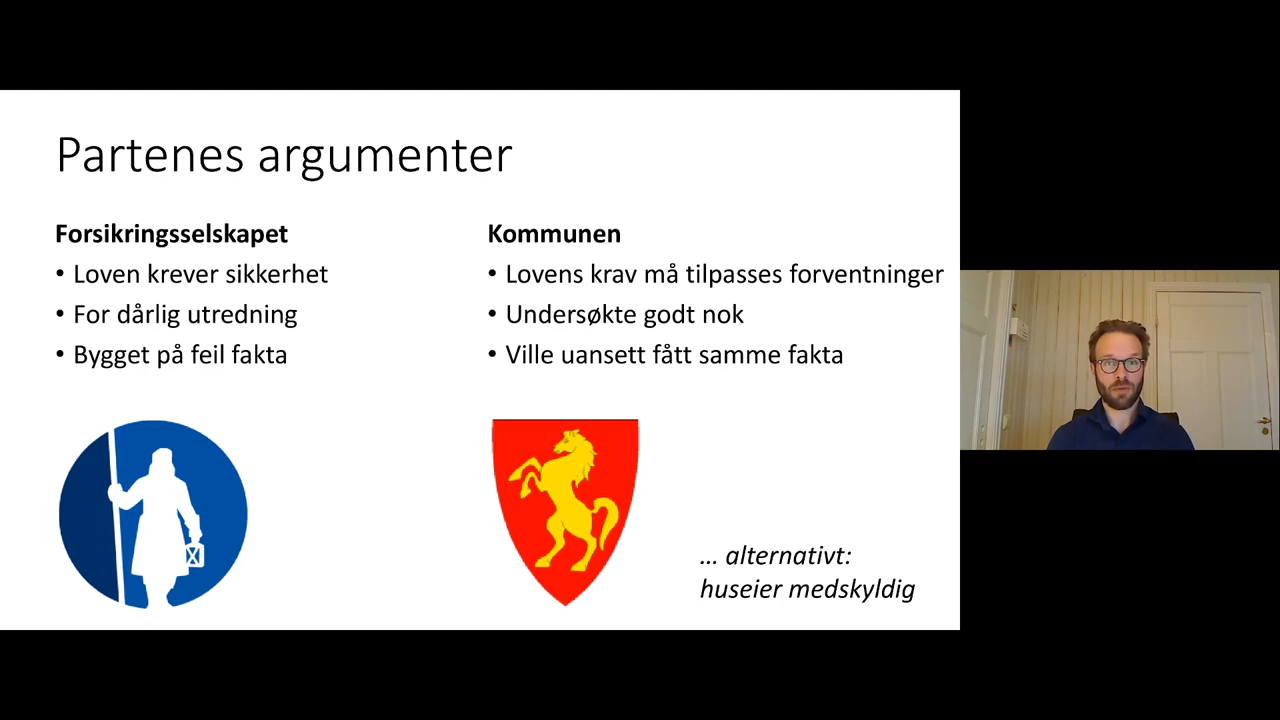 Partenes argumenter
Forsikringsselskapet
• Loven krever sikkerhet
• For dårlig utredning
• Bygget på feil fakta
Kommunen
• Lovens krav må tilpasses forventninger
• Undersøkte godt nok
• Ville uansett fått samme fakta
... alternativt:
huseier medskyldig